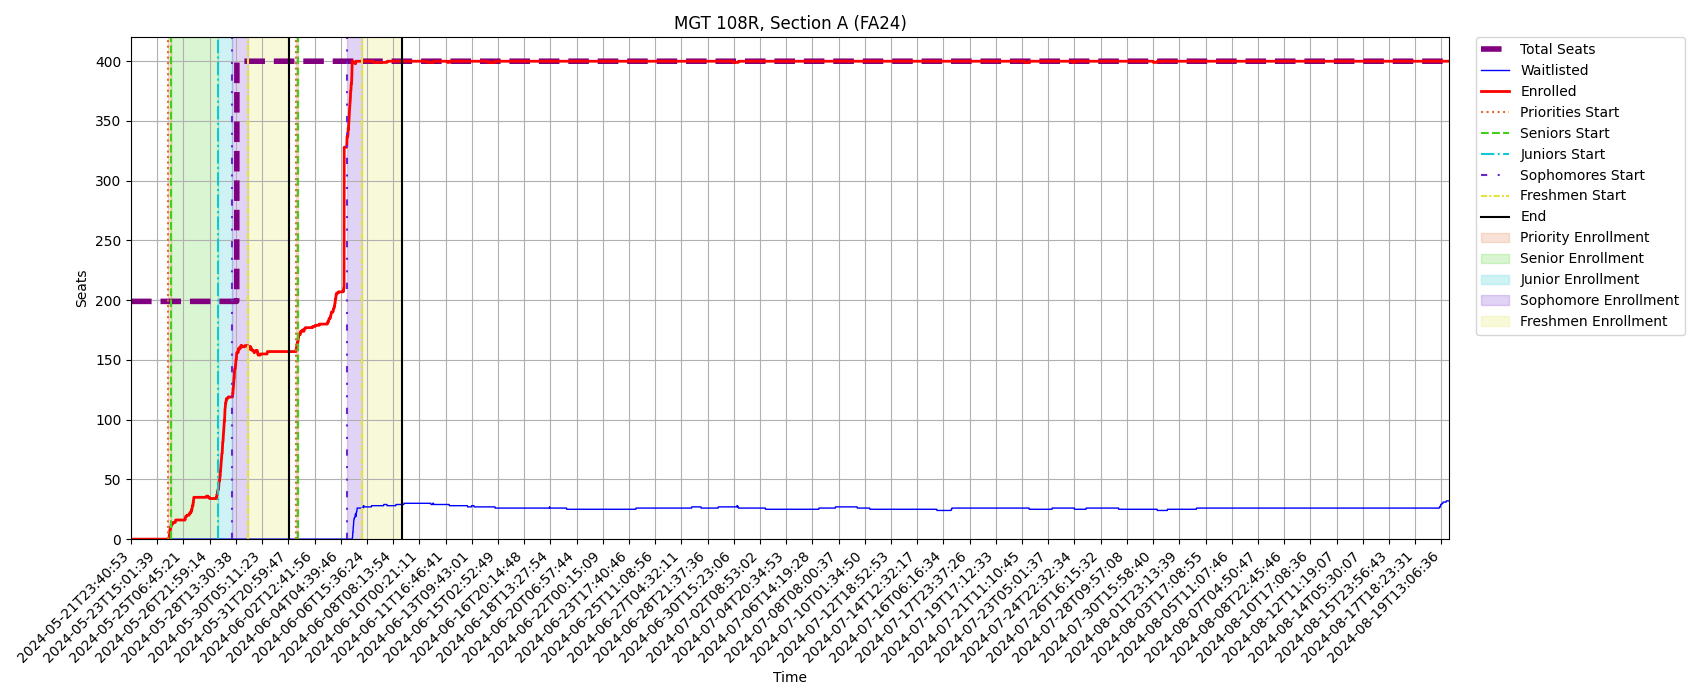 MGT 108R, Section A (FA24)
Seats
400
350
300
250
200
150
100
50
0
2024-05-21T23:40:53
2024-05-23T15:01:39
2024-05-25T06:45:21
2024-05-26T21:59:14
2024-05-28T13:30:38
2024-05-30T05:11:23
2024-05-31T20:59:47
2024-06-02T12:41:56
2024-06-04T04:39:46
2024-06-06T15:36:24
2024-06-08T08:13:54
2024-06-10T00:21:11
2024-06-11T16:46:41
2024-06-13T09:43:01
2024-06-15T02:52:49
2024-06-16T20:14:48
2024-06-18T13:27:54
2024-06-20T06:57:44
2024-06-22T00:15:09
2024-06-23T17:40:46
2024-06-25T11:08:56
2024-06-27T04:32:11
2024-06-28T21:37:36
2024-06-30T15:23:06
2024-07-02T08:53:02
2024-07-04T20:34:53
2024-07-06T14:19:28
2024-07-08T08:00:37
2024-07-10T01:34:50
2024-07-12T18:52:53
2024-07-14T12:32:17
2024-07-16T06:16:34
2024-07-17T23:37:26
2024-07-19T17:12:33
2024-07-21T11:10:45
2024-07-23T05:01:37
2024-07-24T22:32:34
2024-07-26T16:15:32
2024-07-28T09:57:08
2024-07-30T15:58:40
2024-08-01T23:13:39
2024-08-03T17:08:55
2024-08-05T11:07:46
2024-08-07T04:50:47
2024-08-08T22:45:46
2024-08-10T17:08:36
2024-08-12T11:19:07
2024-08-14T05:30:07
2024-08-15T23:56:43
2024-08-17T18:23:31
2024-08-19T13:06:36
Time
Total Seats
Waitlisted
Enrolled
Priorities Start
Seniors Start
Juniors Start
Sophomores Start
Freshmen Start
End
Priority Enrollment
Senior Enrollment
Junior Enrollment
Sophomore Enrollment
Freshmen Enrollment